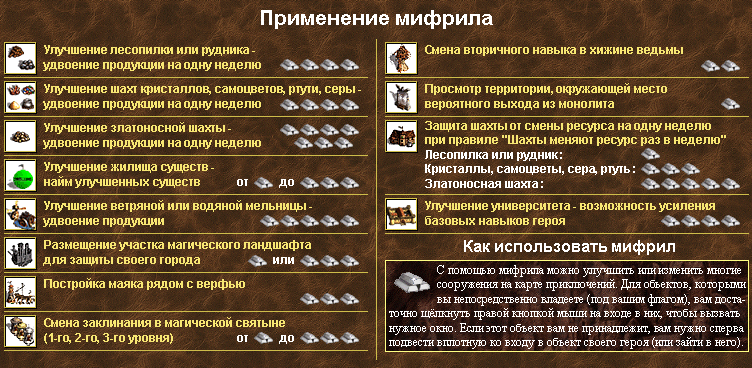 Применение мифрила
Улучшение лесопилки или рудника -
удвоение продукции на одну неделю
Улучшение шахт кристаллов, самоцветов, ртути, серы -
удвоение продукции на одну неделю
Улучшение златоносной шахты -
удвоение продукции на одну неделю
Улучшение жилища существ -
найм улучшенных существ от до
Улучшение ветряной или водяной мельницы -
удвоение продукции
Размещение участка магического ландшафта
для защиты своего города или
Постройка маяка рядом с верфью
Смена заклинания в магической святыне
(1-го, 2-го, 3-го уровня) от до
Смена вторичного навыка в хижине ведьмы
Просмотр территории, окружающей место
вероятного выхода из монолита
Защита шахты от смены ресурса на одну неделю
при правиле "Шахты меняют ресурс раз в неделю"
Лесопилка или рудник:
Кристаллы, самоцветы, сера, ртуть:
Златоносная шахта:
Улучшение университета - возможность усиления
базовых навыков героя
Как использовать мифрил
С помощью мифрила можно улучшить или изменить многие
сооружения на карте приключений. Для объектов, которыми
вы непосредственно владеете (под вашим флагом), вам доста-
точно щёлкнуть правой кнопкой мыши на входе в них, чтобы вызвать
нужное окно. Если этот объект вам не принадлежит, вам нужно сперва
подвести вплотную ко входу в объект своего героя (или зайти в него).